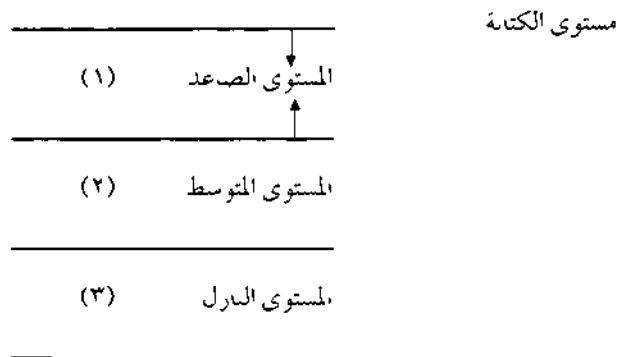 مستوى الكتابة
المستوى الصاعد (١)
المستوى المتوسط (٢)
المستوى النازل (٣)